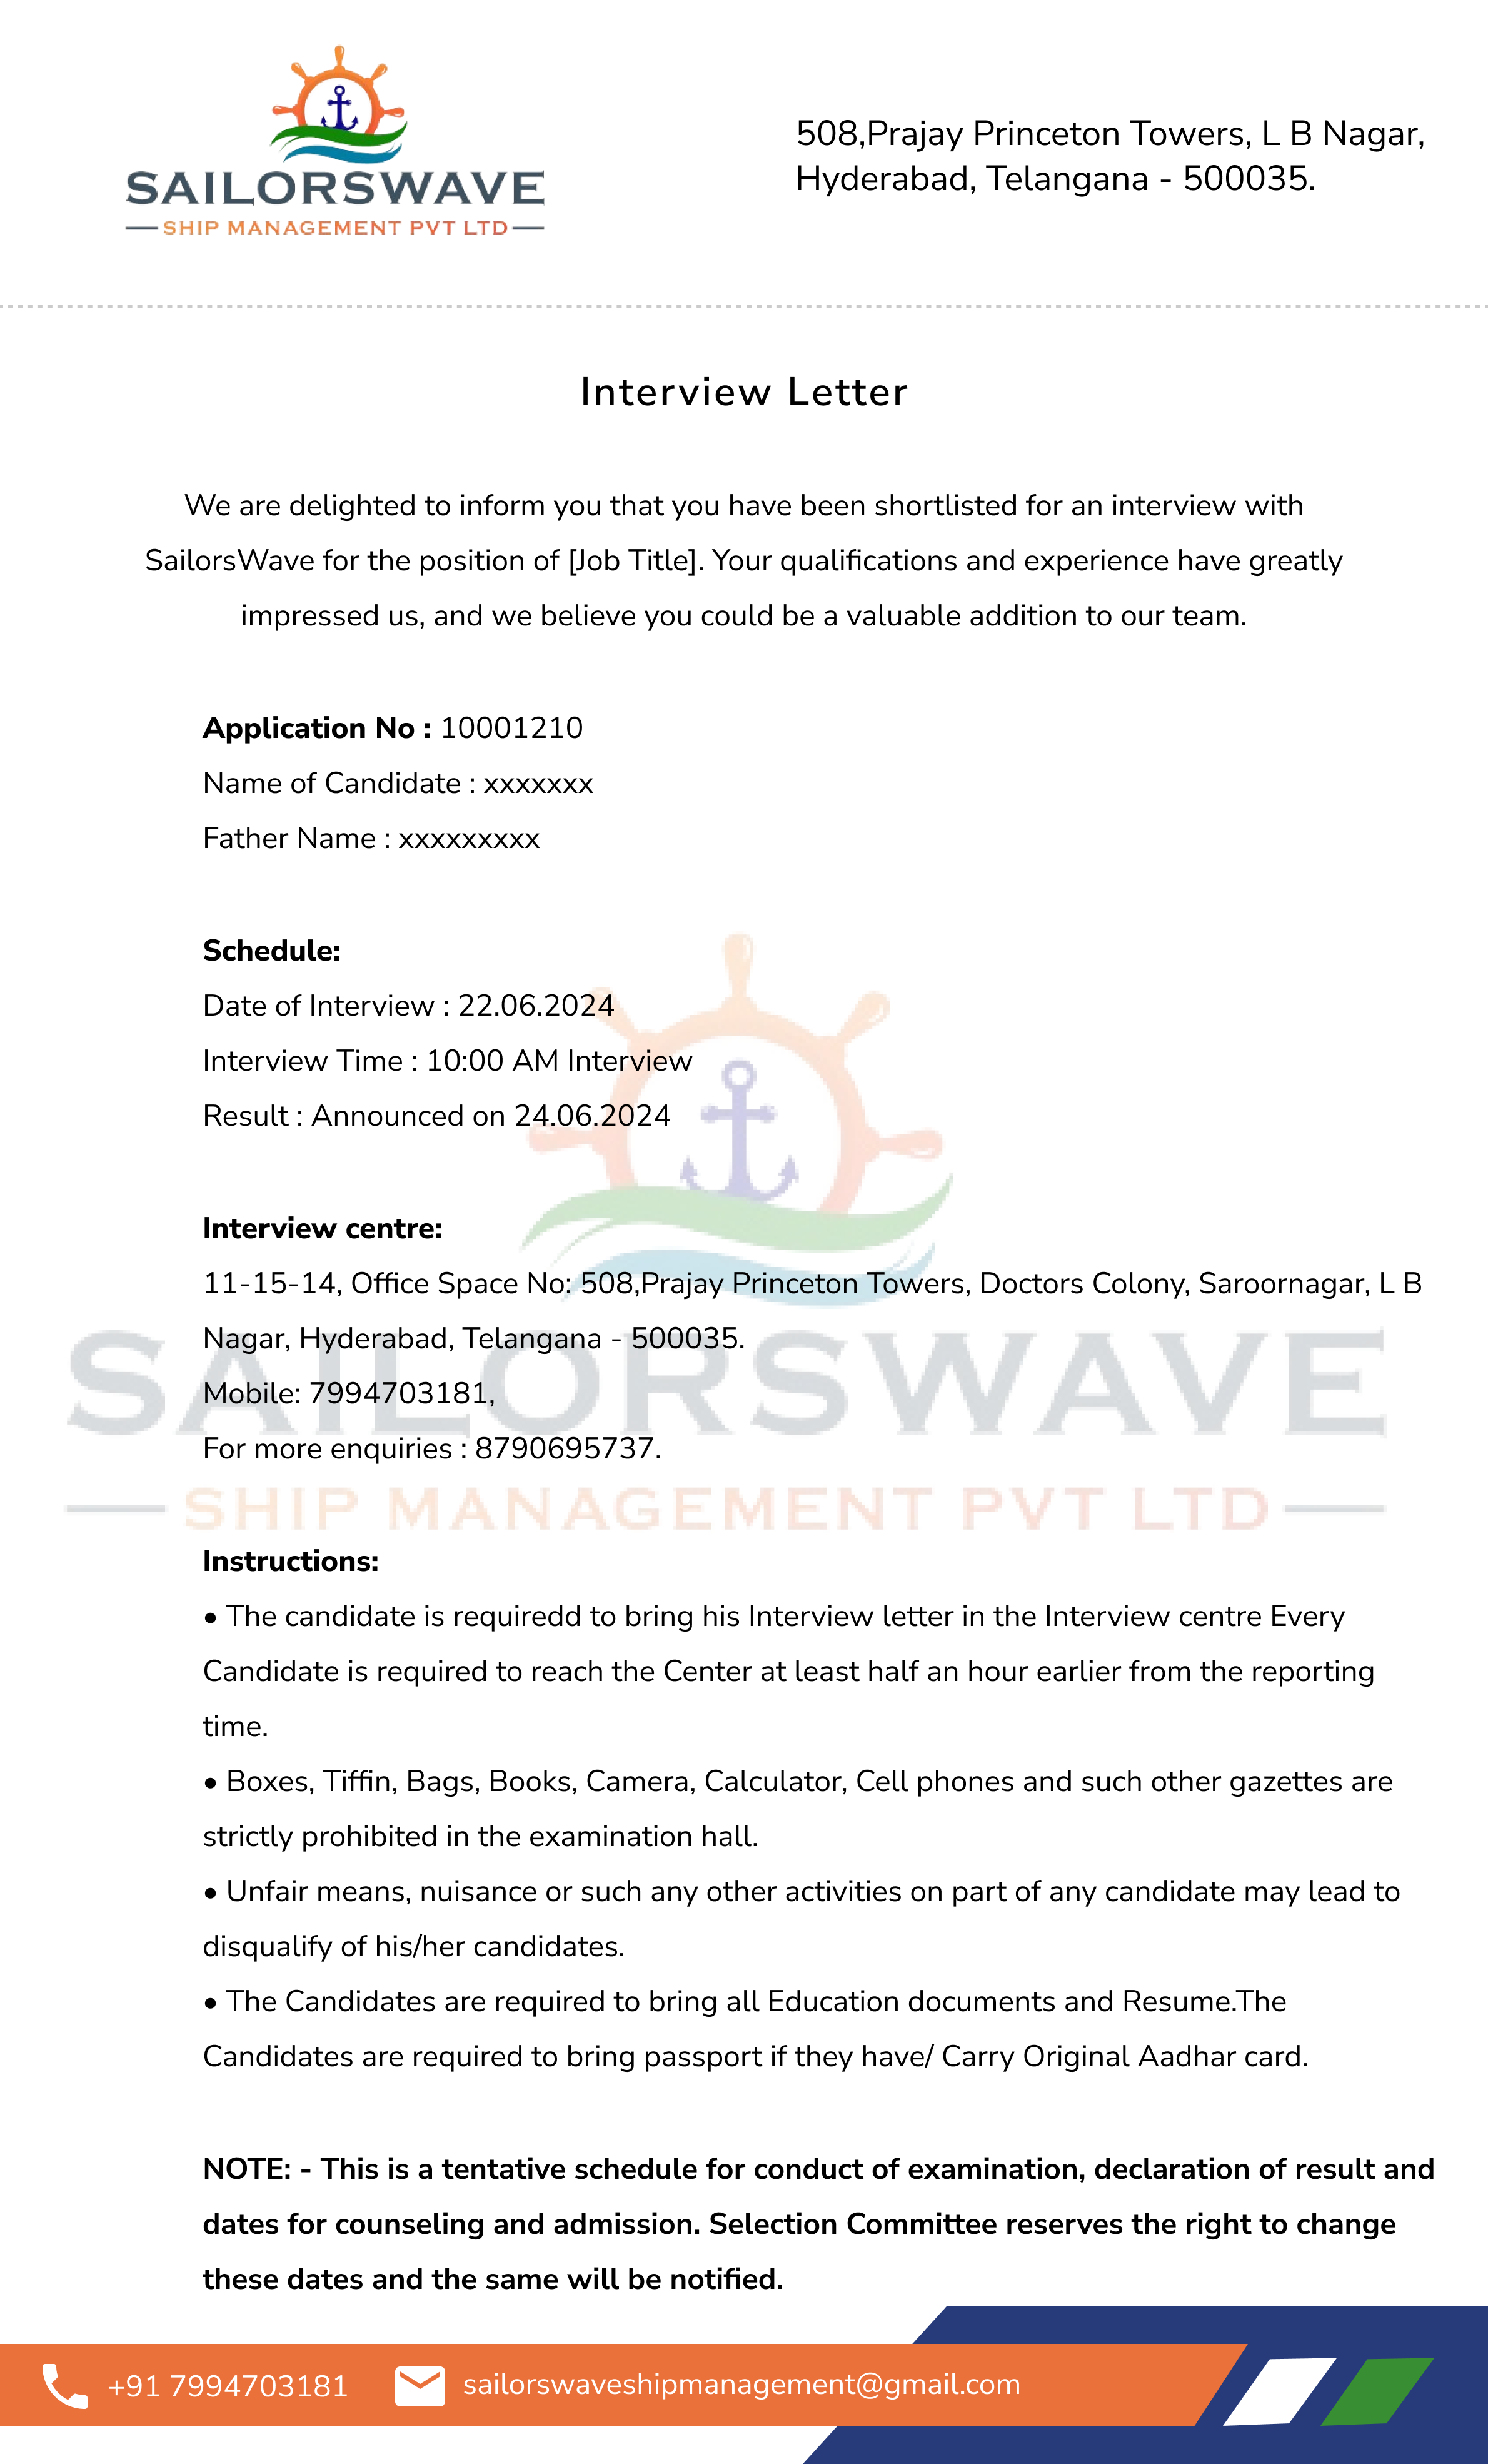 SAILORSWAVE
SHIP MANAGEMENT PVT LTD
508,Prajay Princeton Towers, L B Nagar,
Hyderabad, Telangana - 500035.
Interview Letter
We are delighted to inform you that you have been shortlisted for an interview with
SailorsWave for the position of [Job Title]. Your qualifications and experience have greatly
impressed us, and we believe you could be a valuable addition to our team.
Application No : 10001210
Name of Candidate : xxxxxxx
Father Name : xxxxxxxxx
Schedule:
Date of Interview : 22.06.2024
Interview Time : 10:00 AM Interview
Result : Announced on 24.06.2024
Interview centre:
11-15-14, Office Space No: 508,Prajay Princeton Towers, Doctors Colony, Saroornagar, L B
Nagar, Hyderabad, Telangana - 500035.
Mobile: 7994703181,
For more enquiries : 8790695737.
SAILORSWAVE
SHIP MANAGEMENT PVT LTD
Instructions:
• The candidate is requiredd to bring his Interview letter in the Interview centre Every
Candidate is required to reach the Center at least half an hour earlier from the reporting
time.
• Boxes, Tiffin, Bags, Books, Camera, Calculator, Cell phones and such other gazettes are
strictly prohibited in the examination hall.
• Unfair means, nuisance or such any other activities on part of any candidate may lead to
disqualify of his/her candidates.
• The Candidates are required to bring all Education documents and Resume.The
Candidates are required to bring passport if they have/ Carry Original Aadhar card.
NOTE: - This is a tentative schedule for conduct of examination, declaration of result and
dates for counseling and admission. Selection Committee reserves the right to change
these dates and the same will be notified.
+91 7994703181 sailorswaveshipmanagement@gmail.com